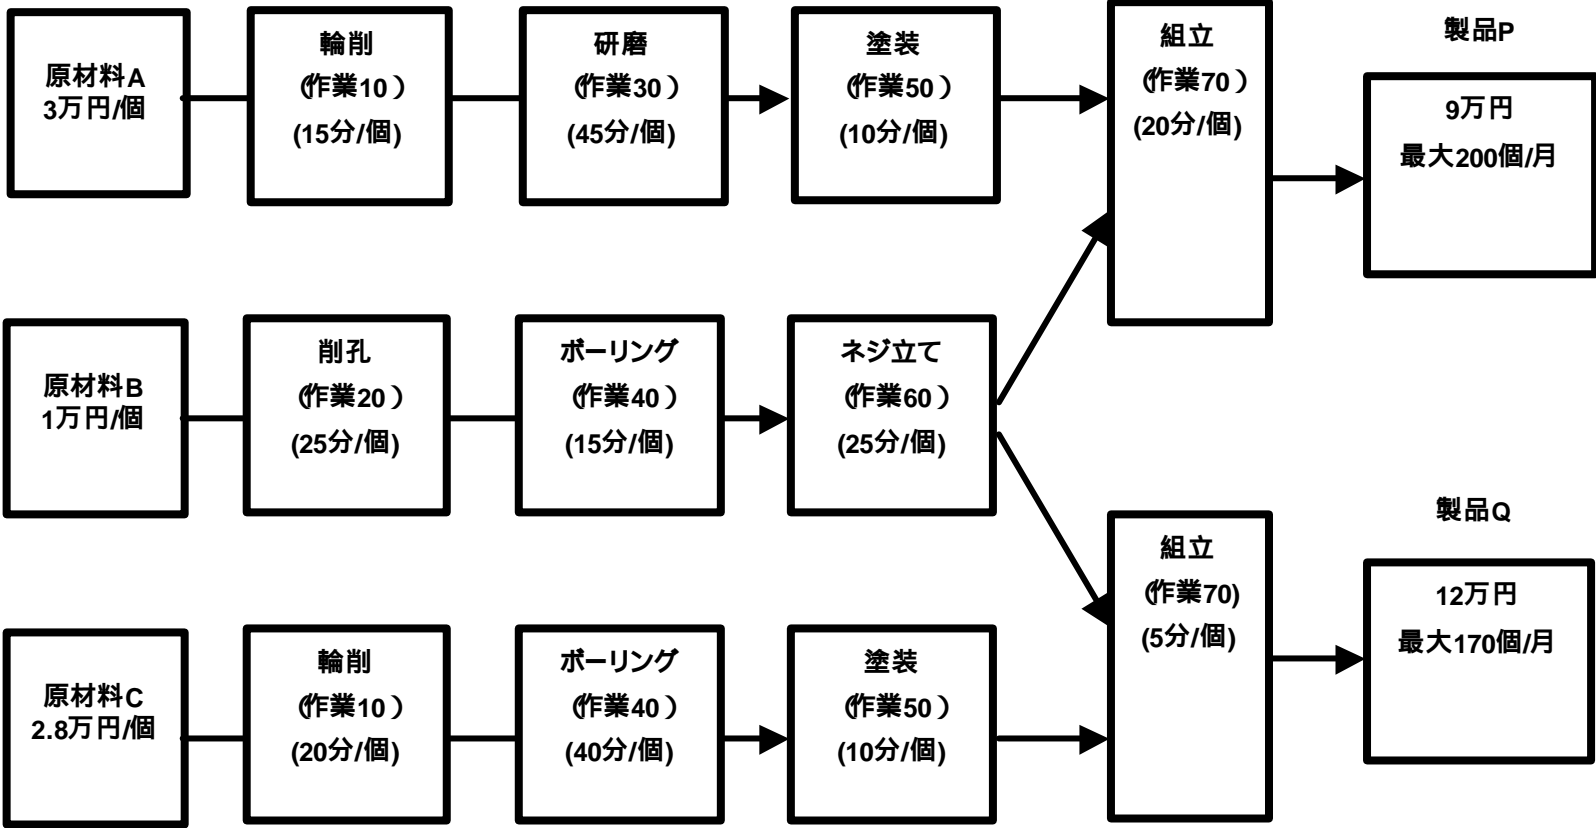 原材料A
3万円/個
輪削
(作業10)
(15分/個)
研磨
(作業30)
(45分/個)
塗装
(作業50)
(10分/個)
組立
(作業70)
(20分/個)
製品P
9万円
最大200個/月
原材料B
1万円/個
削孔
(作業20)
(25分/個)
ボーリング
(作業40)
(15分/個)
ネジ立て
(作業60)
(25分/個)
原材料C
2.8万円/個
輪削
(作業10)
(20分/個)
ボーリング
(作業40)
(40分/個)
塗装
(作業50)
(10分/個)
組立
(作業70)
(5分/個)
製品Q
12万円
最大170個/月